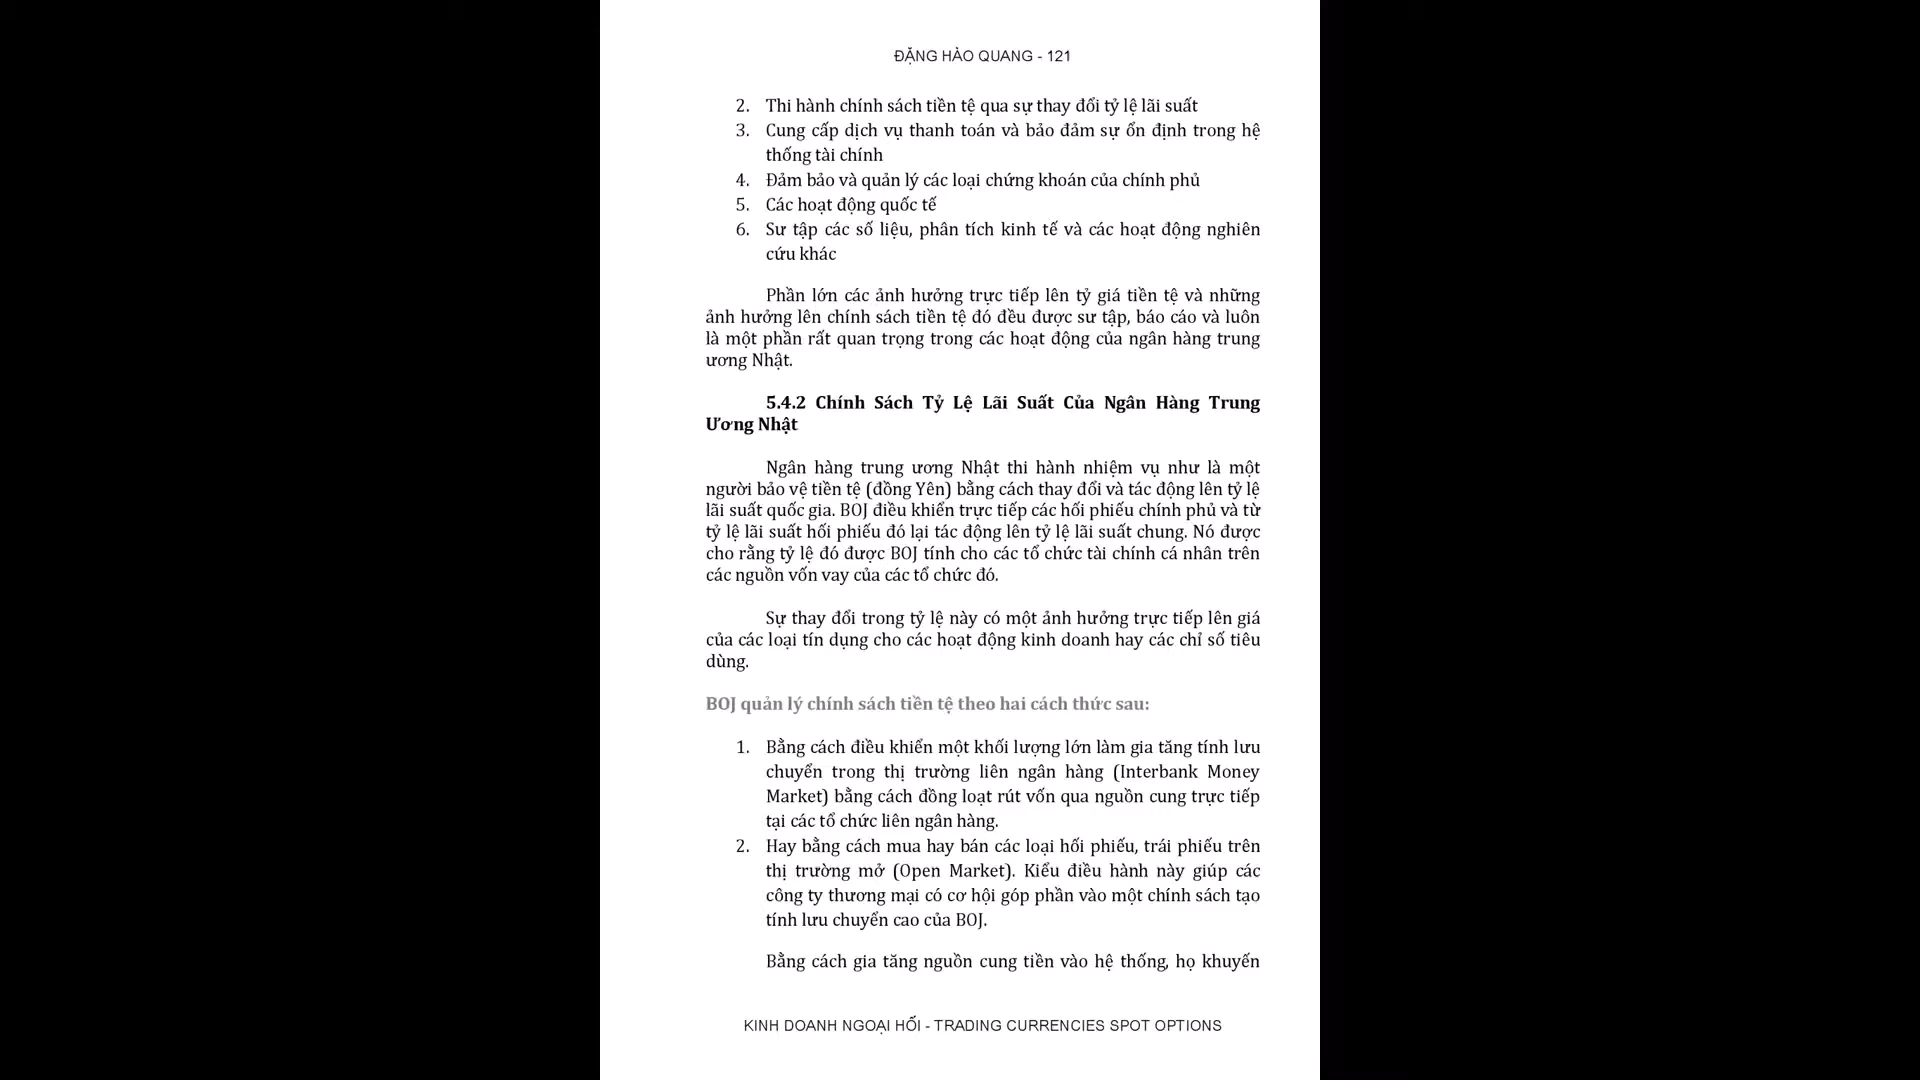 ĐẶNG HÀO QUANG - 121
2. Thi hành chính sách tiền tệ qua sự thay đổi tỷ lệ lãi suất
3. Cung cấp dịch vụ thanh toán và bảo đảm sự ổn định trong hệ
thống tài chính
4. Đảm bảo và quản lý các loại chứng khoán của chính phủ
5. Các hoạt động quốc tế
6. Sư tập các số liệu, phân tích kinh tế và các hoạt động nghiên
cứu khác
Phần lớn các ảnh hưởng trực tiếp lên tỷ giá tiền tệ và những
ảnh hưởng lên chính sách tiền tệ đó đều được sư tập, báo cáo và luôn
là một phần rất quan trọng trong các hoạt động của ngân hàng trung
ương Nhật.
5.4.2 Chính Sách Tỷ Lệ Lãi Suất Của Ngân Hàng Trung
Ương Nhật
Ngân hàng trung ương Nhật thi hành nhiệm vụ như là một
người bảo vệ tiền tệ (đồng Yên) bằng cách thay đổi và tác động lên tỷ lệ
lãi suất quốc gia. BOJ điều khiển trực tiếp các hối phiếu chính phủ và từ
tỷ lệ lãi suất hối phiếu đó lại tác động lên tỷ lệ lãi suất chung. Nó được
cho rằng tỷ lệ đó được BOJ tính cho các tổ chức tài chính cá nhân trên
các nguồn vốn vay của các tổ chức đó.
Sự thay đổi trong tỷ lệ này có một ảnh hưởng trực tiếp lên giá
của các loại tín dụng cho các hoạt động kinh doanh hay các chỉ số tiêu
dùng.
BOJ quản lý chính sách tiền tệ theo hai cách thức sau:
1. Bằng cách điều khiển một khối lượng lớn làm gia tăng tính lưu
chuyển trong thị trường liên ngân hàng (Interbank Money
Market) bằng cách đồng loạt rút vốn qua nguồn cung trực tiếp
tại các tổ chức liên ngân hàng.
2. Hay bằng cách mua hay bán các loại hối phiếu, trái phiếu trên
thị trường mở (Open Market). Kiểu điều hành này giúp các
công ty thương mại có cơ hội góp phần vào một chính sách tạo
tính lưu chuyển cao của BOJ.
Bằng cách gia tăng nguồn cung tiền vào hệ thống, họ khuyến
KINH DOANH NGOẠI HỐI - TRADING CURRENCIES SPOT OPTIONS